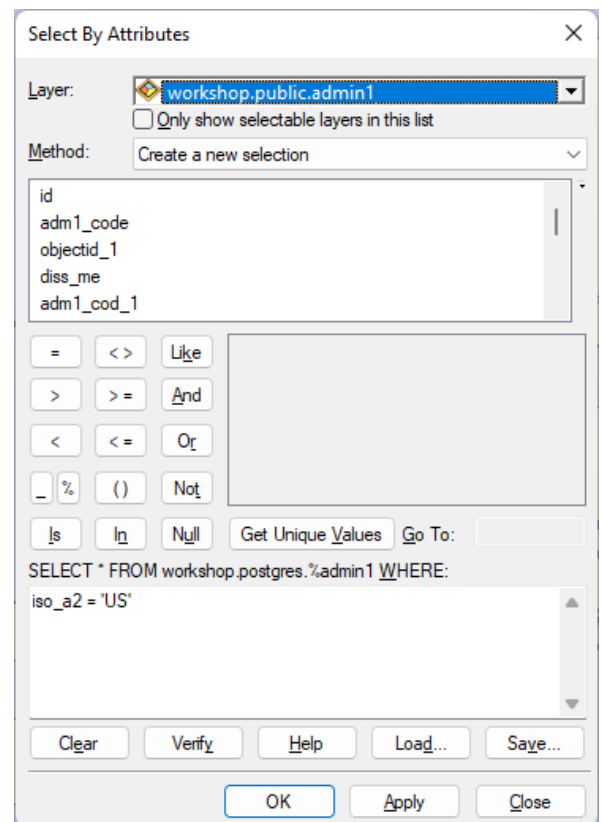 Select By Attributes
Layer: workshop.public.admin1
Only show selectable layers in this list
Method: Create a new selection
id
adm1_code
objectid_1
diss_me
adm1_cod_1
= < > Like
> > = And
< < = Or
_ % ( ) Not
Is In Null Get Unique Values Go To:
SELECT * FROM workshop.postgres.%admin1 WHERE:
iso_a2 = 'US'
Clear Verify Help Load... Save...
OK Apply Close